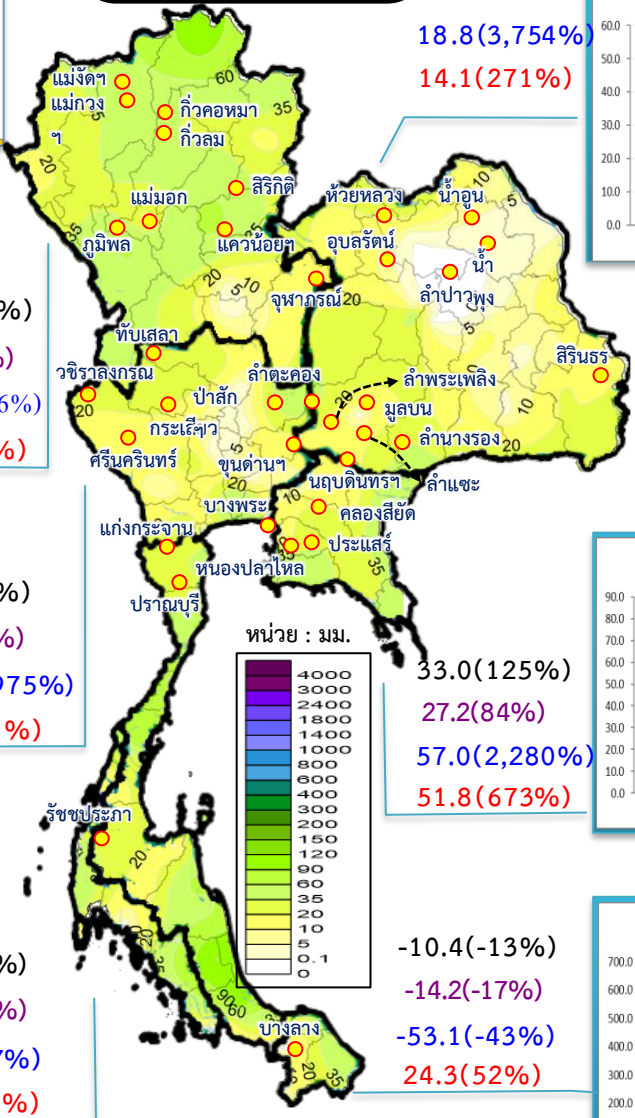 18.8(3,754%)
14.1(271%)
60.0
50.0
40.0
30.0
20.0
10.0
0.0
แม่งัดฯ
แม่กวง
ฯ
กิ่วคอหมา
กิ่วลม
สิริกิติ์
แม่มอก
ภูมิพล
แควน้อยฯ
ห้วยหลวง
น้ำอูน
อุบลรัตน์
น้ำ
ลำปาว
พุง
จุฬาภรณ์
ทับเสลา
วชิราลงกรณ
ป่าสัก
ลำตะคอง
ลำพระเพลิง
มูลบน
สิรินธร
กระเสียว
ลำนางรอง
ศรีนครินทร์
ขุนด่านฯ
นฤบดินทรฯ
ลำแซะ
บางพระ
คลองสียัด
แก่งกระจาน
ประแสร์
หนองปลาไหล
ปราณบุรี
รัชชประภา
บางลาง
%)
%)
6%)
%)
%)
%)
975%)
%)
%)
%)
7%)
%)
หน่วย : มม.
4000
3000
2400
1800
1400
1000
800
600
400
300
200
150
120
90
60
35
20
10
5
0.1
0
33.0(125%)
27.2(84%)
57.0(2,280%)
51.8(673%)
90.0
80.0
70.0
60.0
50.0
40.0
30.0
20.0
10.0
0.0
-10.4(-13%)
-14.2(-17%)
-53.1(-43%)
24.3(52%)
700.0
600.0
500.0
400.0
300.0
200.0